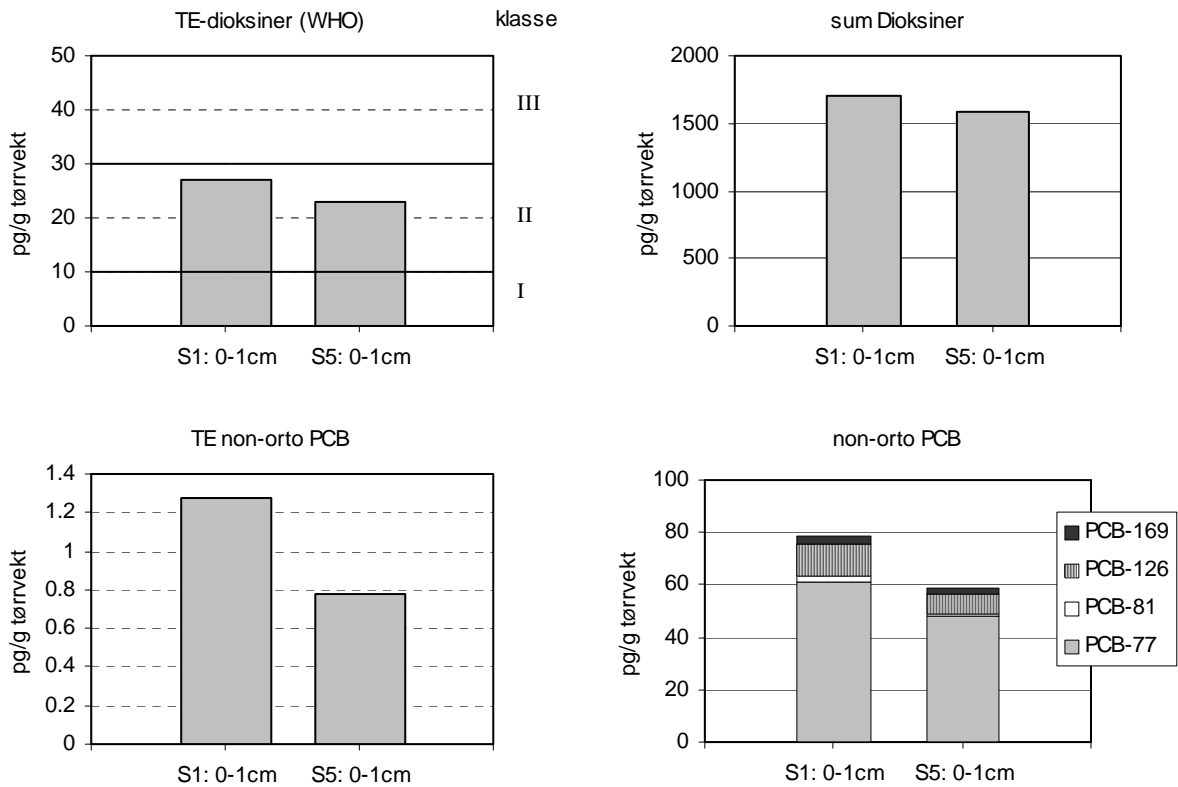 TE-dioksiner (WHO)
klasse
50
40
30
20
10
0
pg/g tørrvekt
III
II
I
S1: 0-1cm
S5: 0-1cm
sum Dioksiner
2000
1500
1000
500
0
pg/g tørrvekt
S1: 0-1cm
S5: 0-1cm
TE non-orto PCB
1.4
1.2
1
0.8
0.6
0.4
0.2
0
pg/g tørrvekt
S1: 0-1cm
S5: 0-1cm
non-orto PCB
100
80
60
40
20
0
pg/g tørrvekt
PCB-169
PCB-126
PCB-81
PCB-77
S1: 0-1cm
S5: 0-1cm